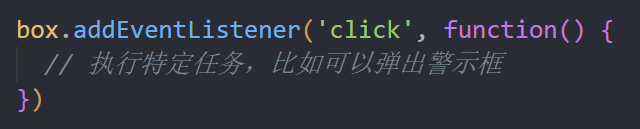 box.addEventListener('click', function() {
// 执行特定任务，比如可以弹出警示框
})